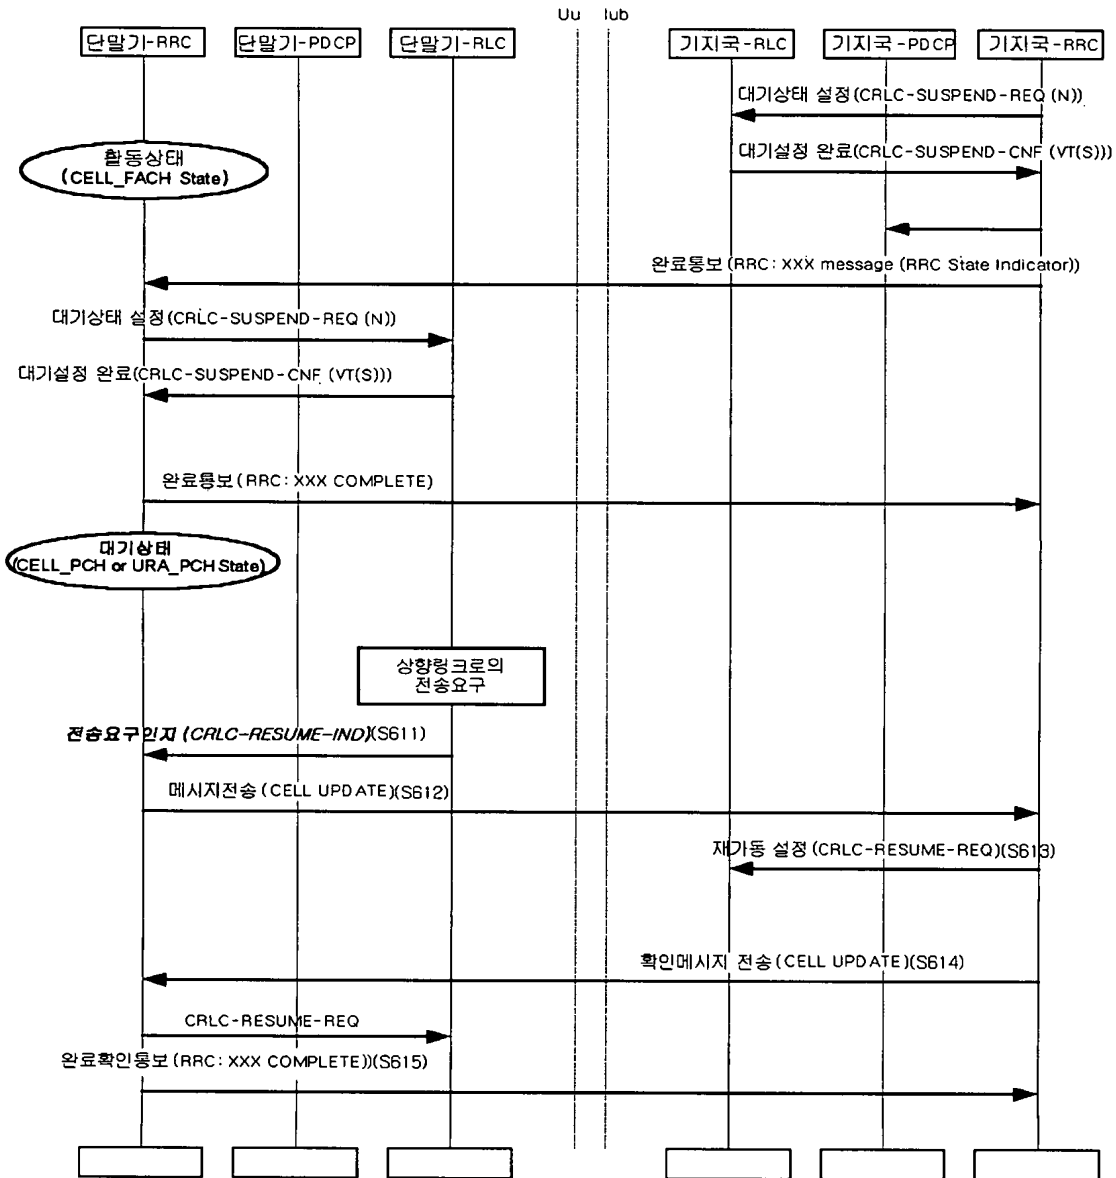 Uu Iub
단말기-RRC 단말기-PDCP 단말기-RLC 기지국-RLC 기지국-PDCP 기지국-RRC
대기상태 설정(CRLC-SUSPEND-REQ (N))
대기설정 완료(CRLC-SUSPEND-CNF (VT(S)))
활동상태
(CELL_FACH State)
완료통보(RRC: XXX message (RRC State Indicator))
대기상태 설정(CRLC-SUSPEND-REQ (N))
대기설정 완료(CRLC-SUSPEND-CNF (VT(S)))
완료통보(RRC: XXX COMPLETE)
대기상태
(CELL_PCH or URA_PCH State)
상향링크로의
전송요구
전송요구인지 (CRLC-RESUME-IND)(S611)
메시지전송(CELL UPDATE)(S612)
재가동 설정(CRLC-RESUME-REQ)(S613)
확인메시지 전송(CELL UPDATE)(S614)
CRLC-RESUME-REQ
완료확인통보(RRC: XXX COMPLETE))(S615)